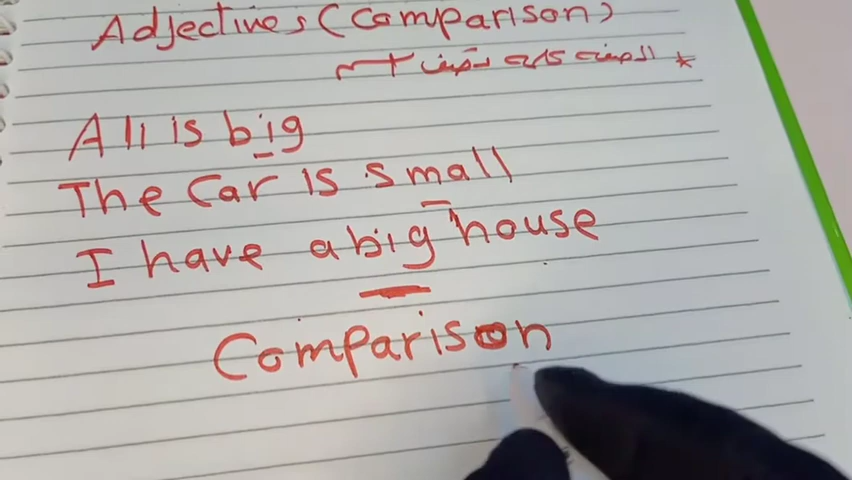 Adjectives (Comparison)
* الصفة كلمة تصف
Ali is big
The Car is small
I have a big house
Comparison